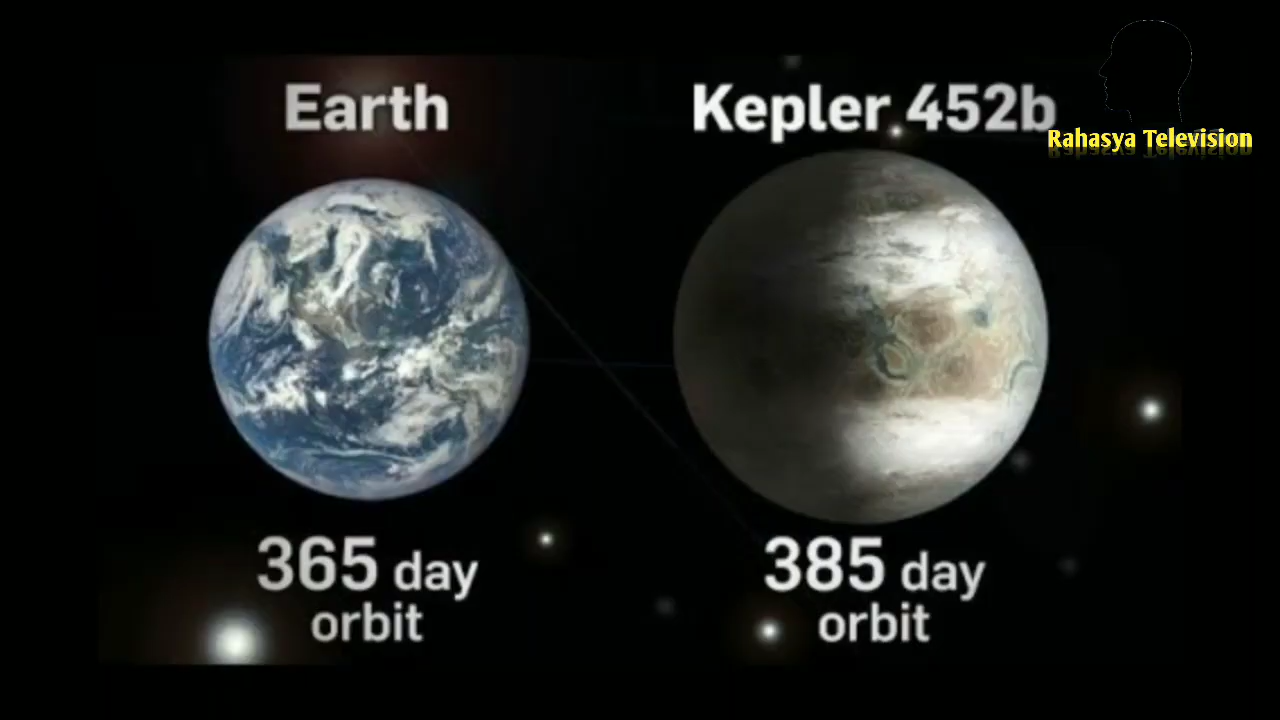 Earth
Kepler 452b
Rahasya Television
365 day
orbit
385 day
orbit